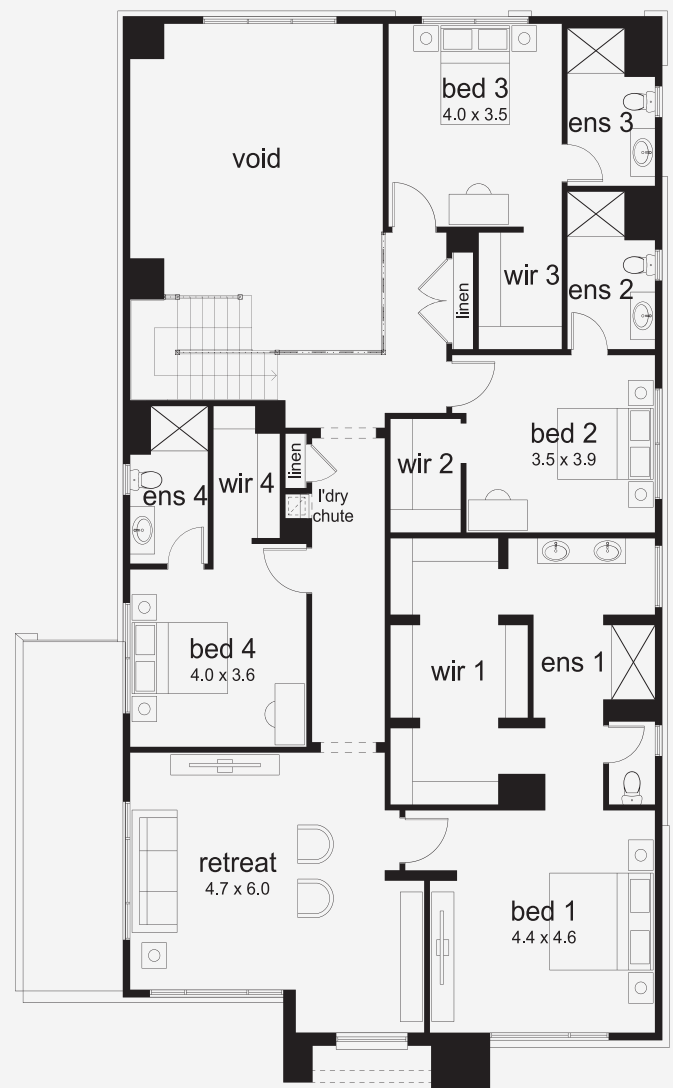 void
bed 3
4.0 x 3.5
ens 3
wir 3
linen
ens 2
bed 2
3.5 x 3.9
wir 2
linen
l'dry
chute
wir 4
ens 4
bed 4
4.0 x 3.6
wir 1
ens 1
retreat
4.7 x 6.0
bed 1
4.4 x 4.6